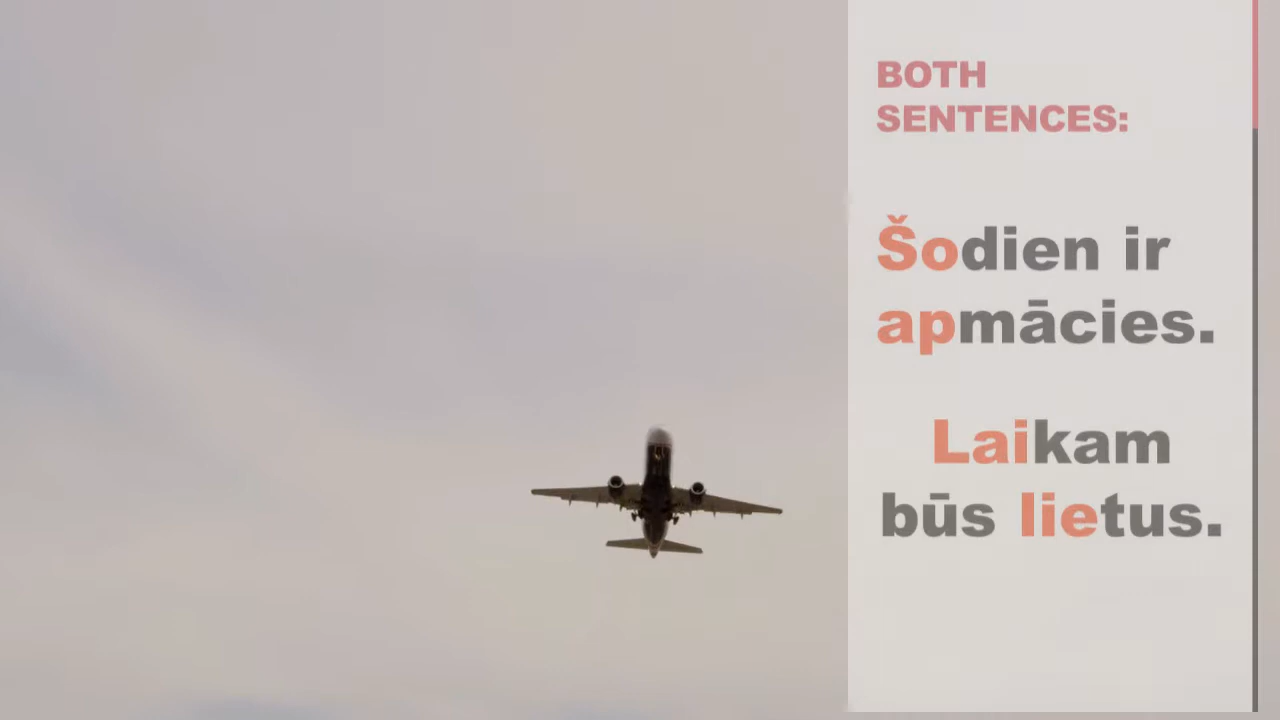 BOTH
SENTENCES:
Šodien ir
apmācies.
Laikam
būs lietus.